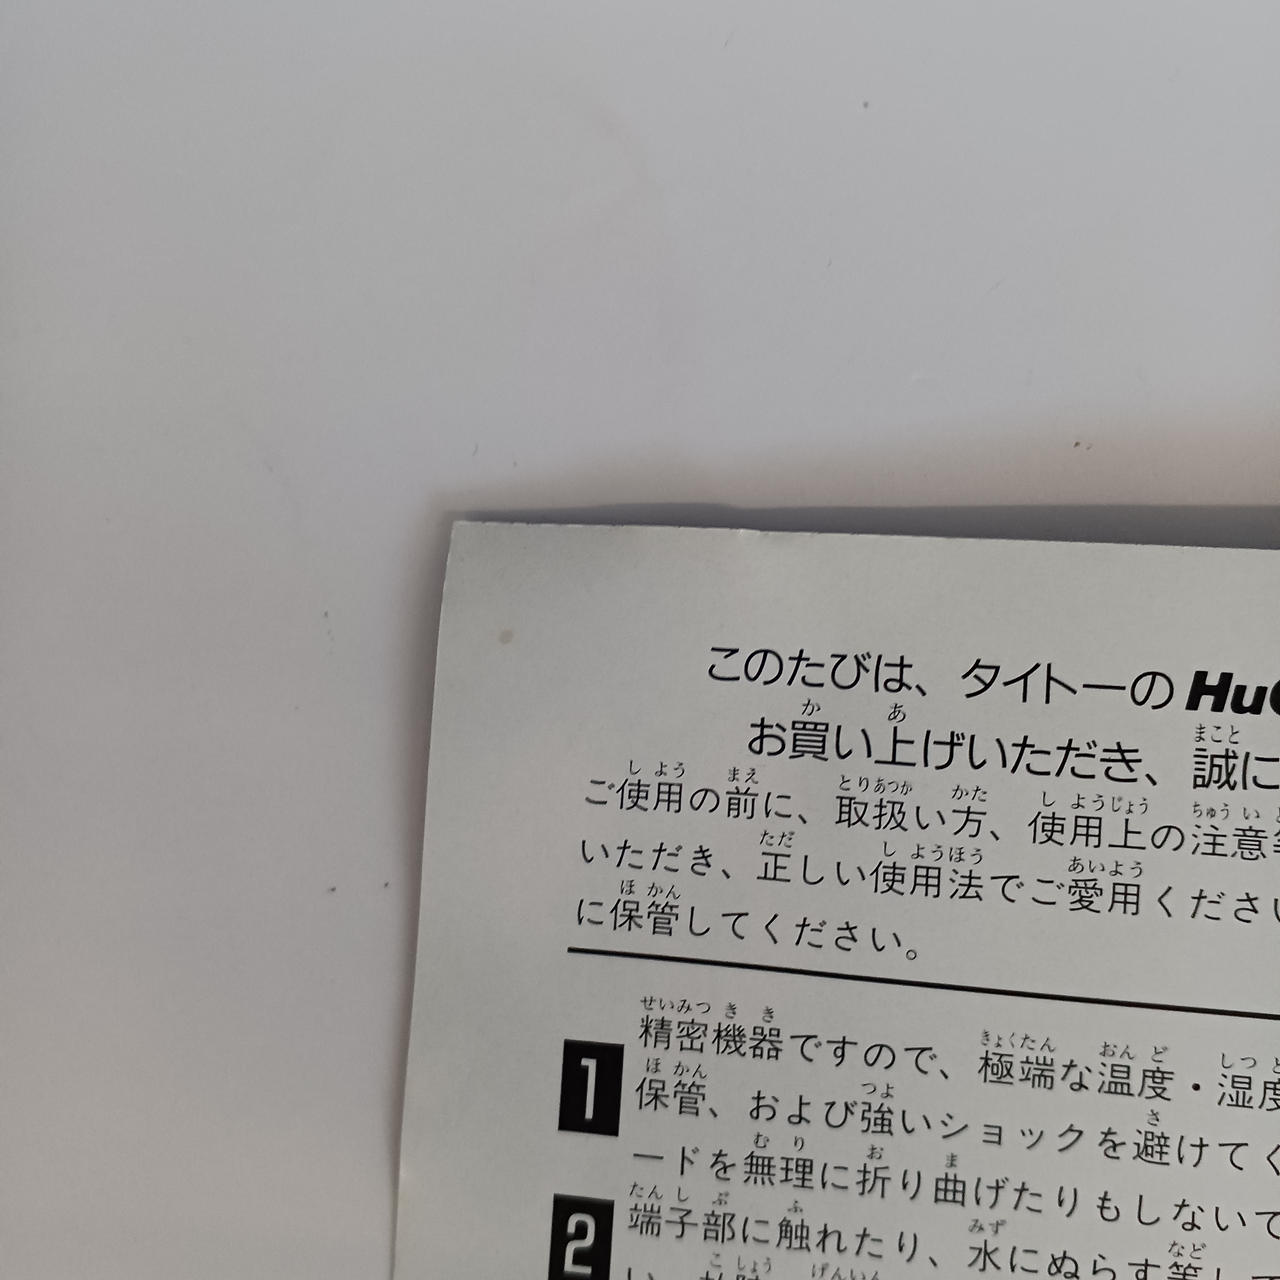 このたびは、タイトーのHu
お買い上げいただき、誠に
ご使用の前に、取扱い方、使用上の注意
いただき、正しい使用法でご愛用ください
に保管してください。
1 精密機器ですので、極端な温度・湿度
保管、および強いショックを避けてく
ードを無理に折り曲げたりもしないで
2 端子部に触れたり、水にぬらす等し
い、故障